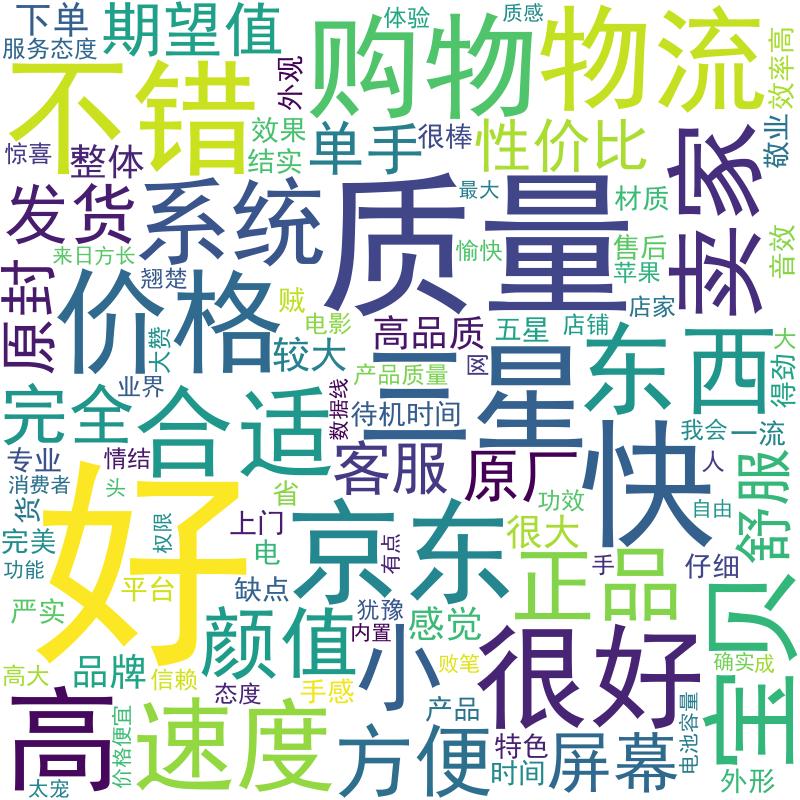 下单
期望值
体验
质感
服务态度
购物
物流
效率高
外观
不错
效果
单手
很棒
性价比
敬业
卖家
惊喜
整体
结实
发货
系统
质量
最大
材质
来日方长
愉快
售后
音效
翘楚
苹果
原封
价格
贼
店家
电影
高品质
五星
店铺
大赞
较大
三星
网
东西
大
得劲
业界
产品质量
数据线
完全
合适
待机时间
快
我会
一流
专业
情结
客服
原厂
人
消费者
头
省
功效
自由
舒服
货
好
上门
京东
很大
完美
权限
电
有点
功能
手
仔细
平台
缺点
正品
严实
颜值
犹豫
感觉
宝贝
内置
小
很好
高大
品牌
信赖
败笔
确实成
态度
手感
高
速度
产品
电池容量
价格便宜
方便
特色
屏幕
时间
外形
太宠